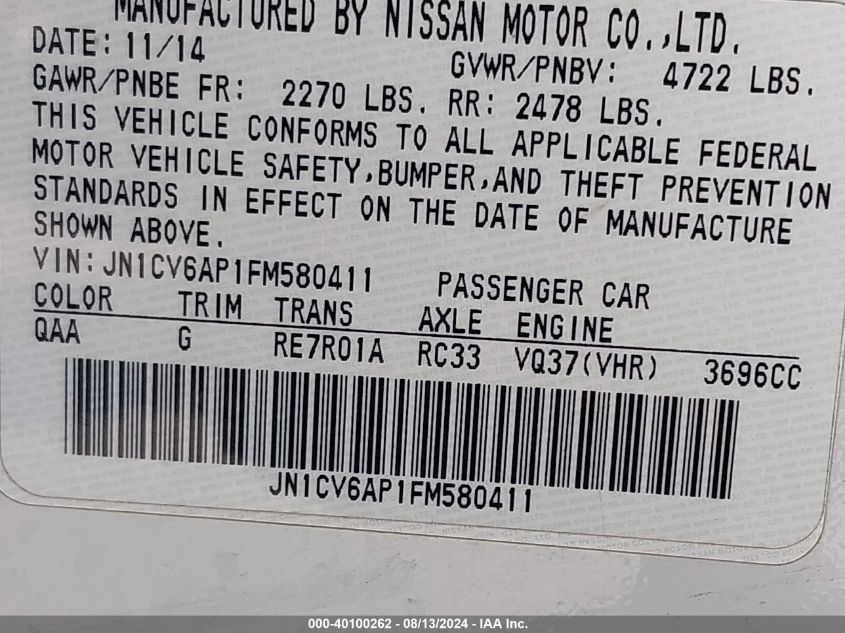 MANUFACTURED BY NISSAN MOTOR CO.,LTD.
DATE: 11/14 GVWR/PNBV: 4722 LBS.
GAWR/PNBE FR: 2270 LBS. RR: 2478 LBS.
THIS VEHICLE CONFORMS TO ALL APPLICABLE FEDERAL
MOTOR VEHICLE SAFETY,BUMPER,AND THEFT PREVENTION
STANDARDS IN EFFECT ON THE DATE OF MANUFACTURE
SHOWN ABOVE.
VIN: JN1CV6AP1FM580411 PASSENGER CAR
COLOR TRIM TRANS AXLE ENGINE
QAA G RE7R01A RC33 VQ37(VHR) 3696CC
JN1CV6AP1FM580411
000-40100262 - 08/13/2024 - IAA Inc.